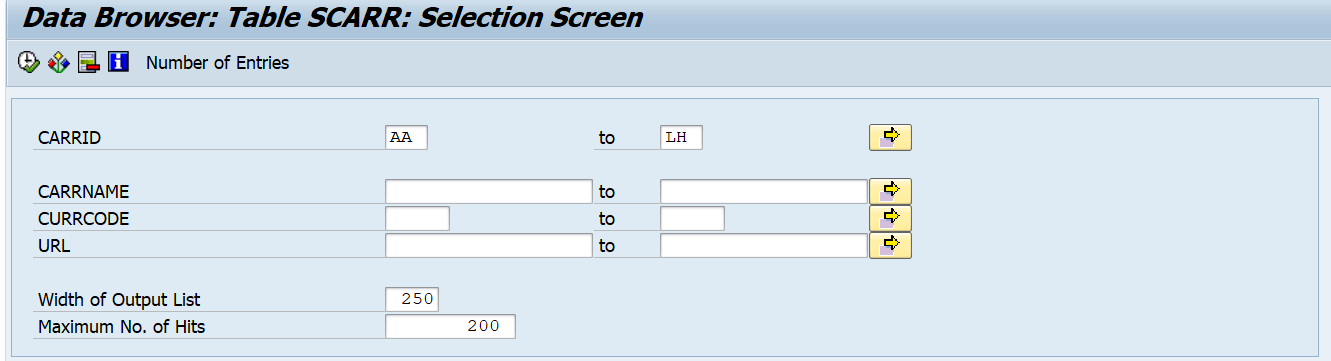 Data Browser: Table SCARR: Selection Screen
Number of Entries
CARRID AA to LH
CARRNAME to
CURRCODE to
URL to
Width of Output List 250
Maximum No. of Hits 200